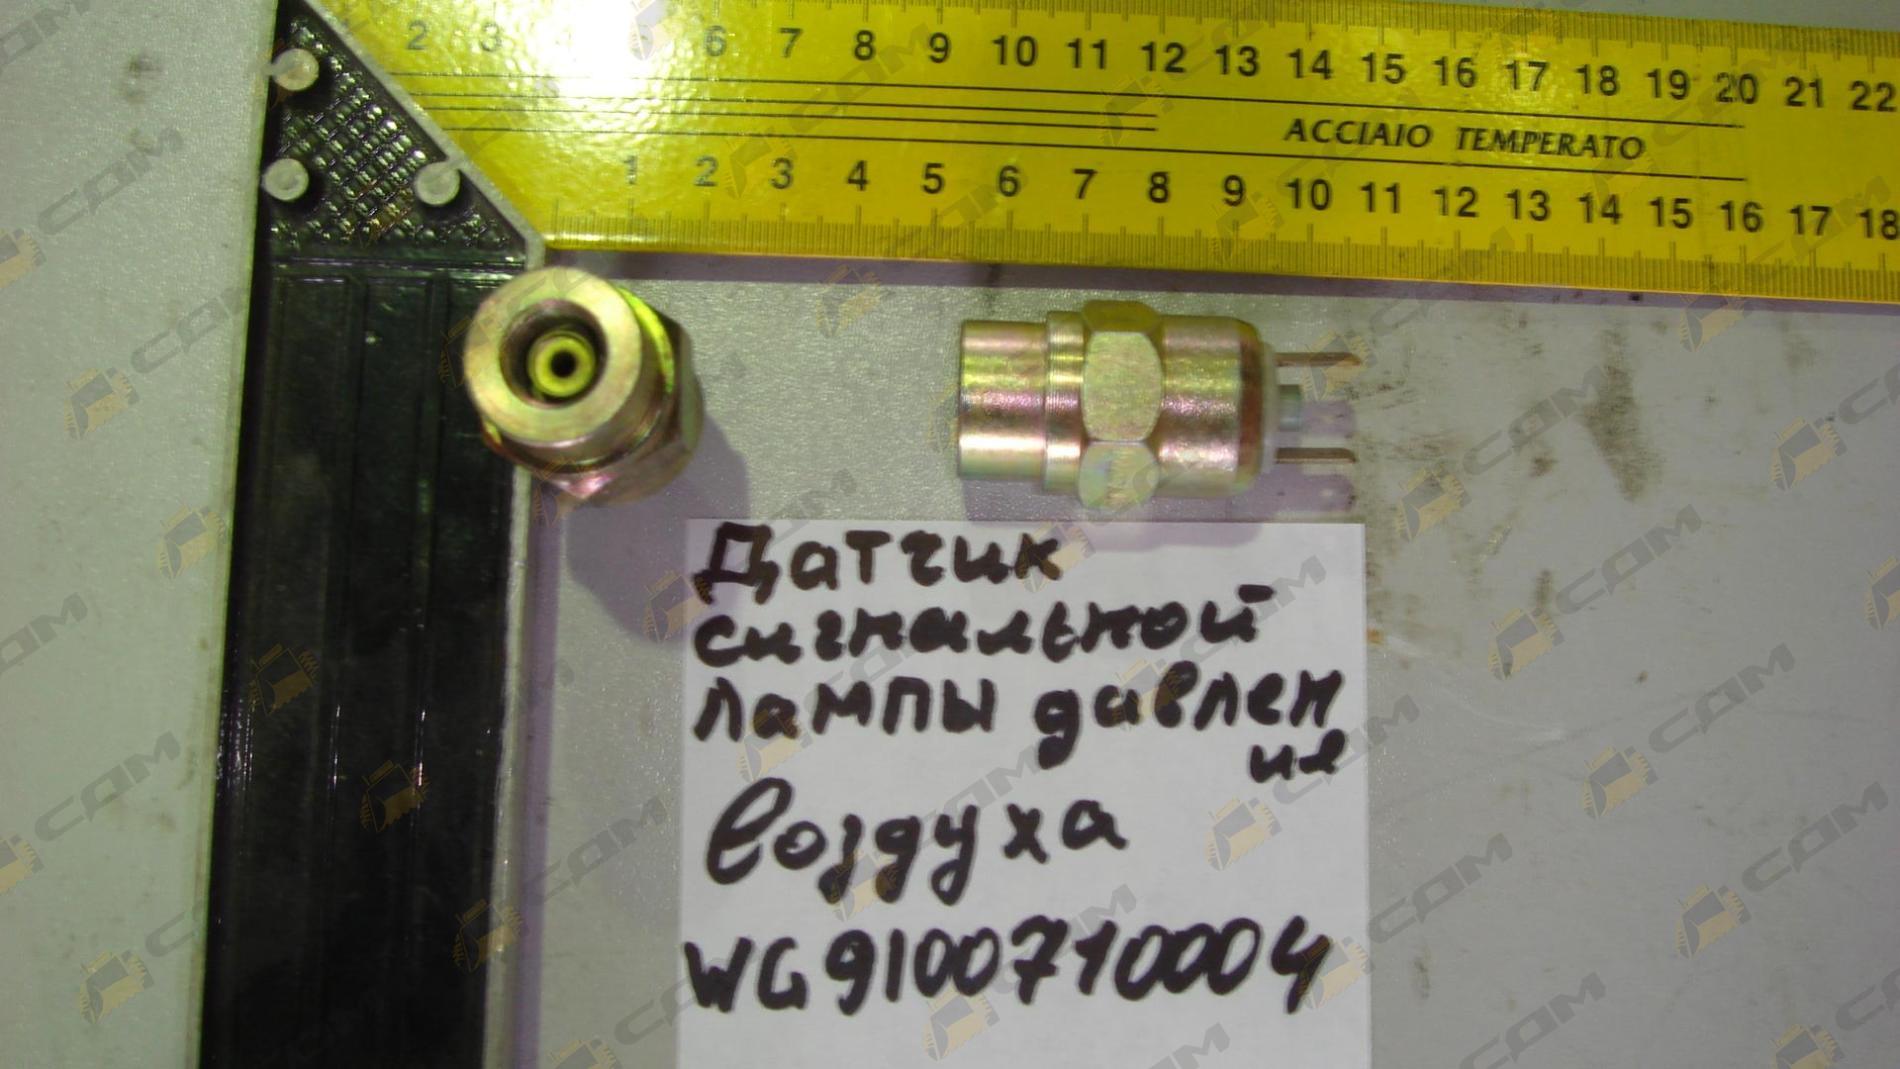 2 3 4 5 6 7 8 9 10 11 12 13 14 15 16 17 18 19 20 21 22
ACCIAIO TEMPERATO
1 2 3 4 5 6 7 8 9 10 11 12 13 14 15 16 17 18
Датчик
сигнальной
лампы давлен
ия
воздуха
WG9100710004
СДМ